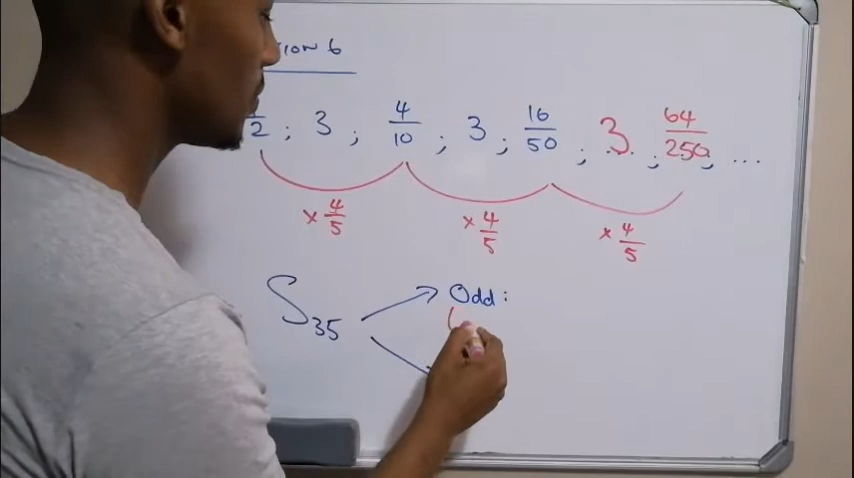 6
1/2 ; 3 ; 4/10 ; 3 ; 16/50 ; 3 ; 64/250 ; ...
× 4/5 × 4/5 × 4/5
S₃₅ Odd: